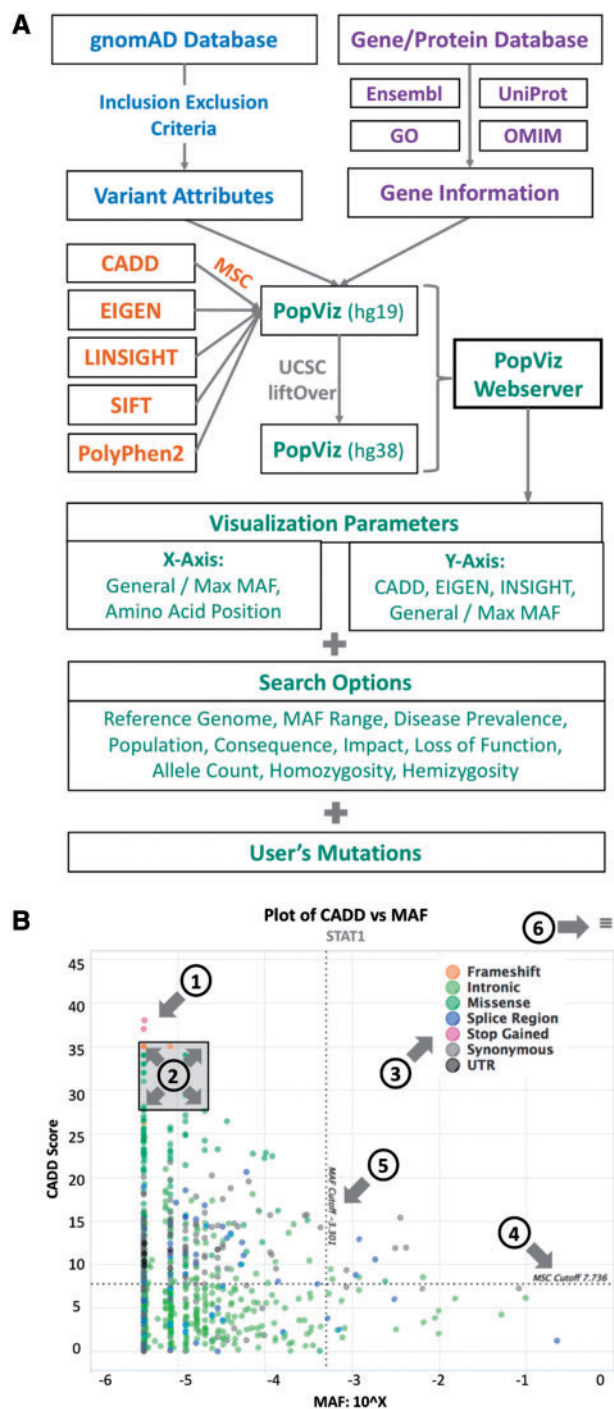 A
gnomAD Database
Gene/Protein Database
Inclusion Exclusion
Criteria
Ensembl
UniProt
GO
OMIM
Variant Attributes
Gene Information
CADD
MSC
EIGEN
LINSIGHT
SIFT
PolyPhen2
PopViz (hg19)
UCSC
liftOver
PopViz (hg38)
PopViz
Webserver
Visualization Parameters
X-Axis:
General / Max MAF,
Amino Acid Position
Y-Axis:
CADD, EIGEN, INSIGHT,
General / Max MAF
Search Options
Reference Genome, MAF Range, Disease Prevalence,
Population, Consequence, Impact, Loss of Function,
Allele Count, Homozygosity, Hemizygosity
User's Mutations
B
Plot of CADD vs MAF
STAT1
6
1
2
3
5
4
Frameshift
Intronic
Missense
Splice Region
Stop Gained
Synonymous
UTR
MAF Cutoff -3.301
MSC Cutoff 7.736
CADD Score
45
40
35
30
25
20
15
10
5
0
-6
-5
-4
-3
-2
-1
0
MAF: 10^X